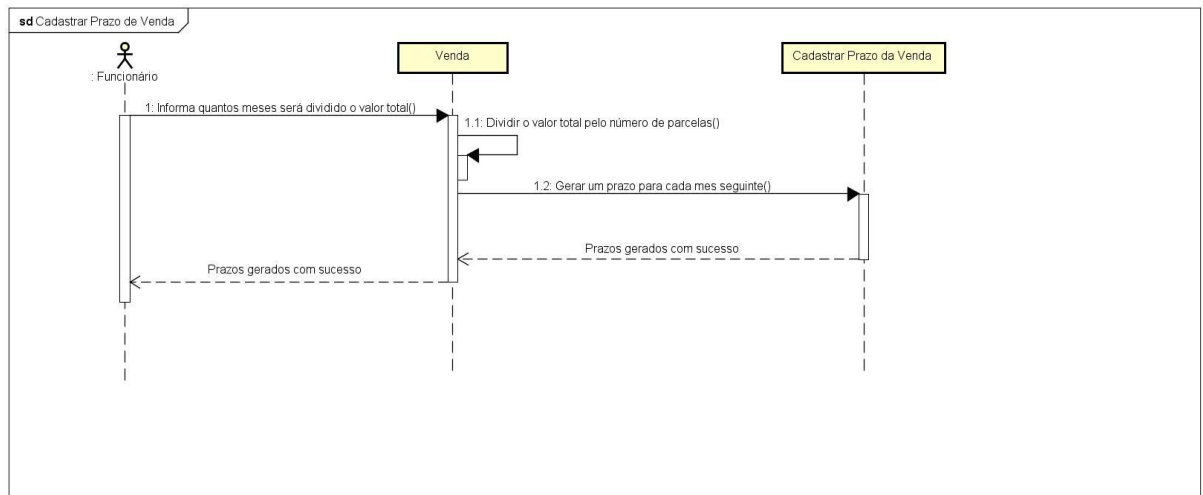 sd Cadastrar Prazo de Venda
: Funcionário
Venda
Cadastrar Prazo da Venda
1: Informa quantos meses será dividido o valor total()
1.1: Dividir o valor total pelo número de parcelas()
1.2: Gerar um prazo para cada mes seguinte()
Prazos gerados com sucesso
Prazos gerados com sucesso